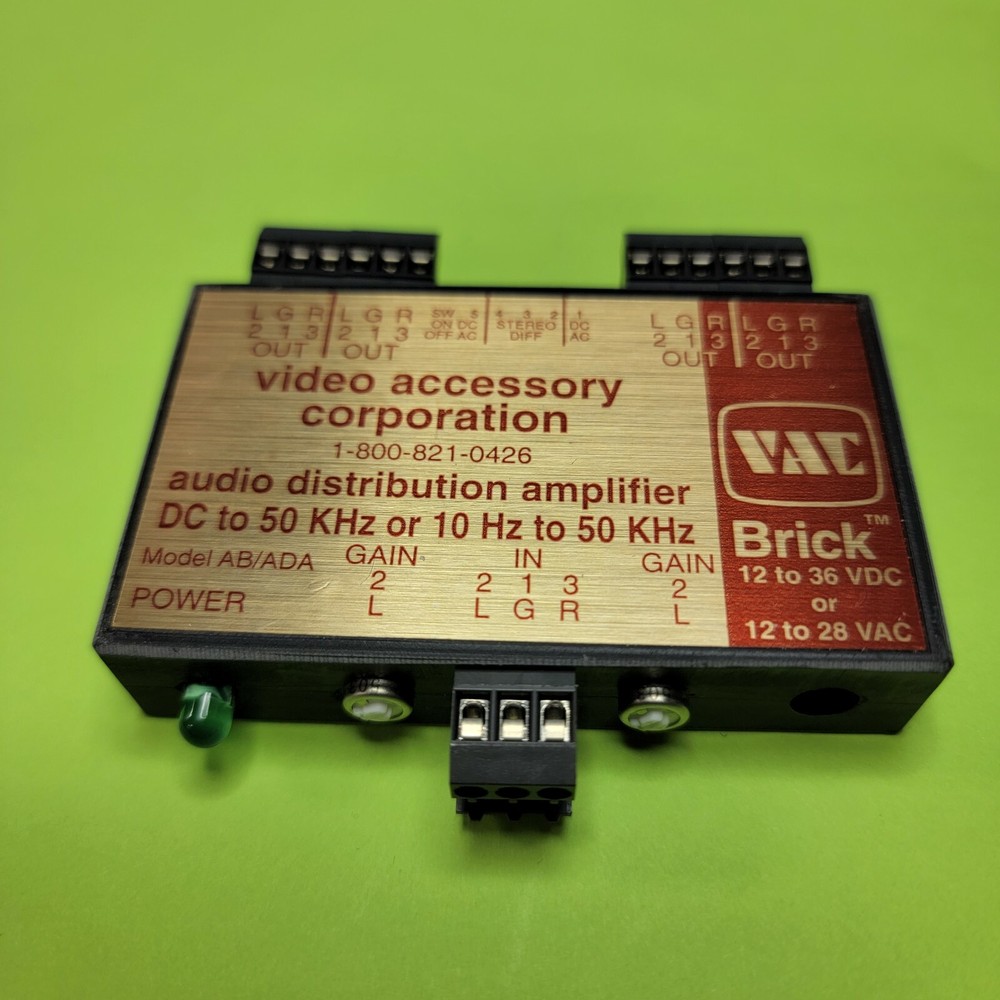 L G R | L G R SW 5 | 4 3 2 | 1 L G R | L G R
2 1 3 | 2 1 3 ON DC | STEREO | DC 2 1 3 | 2 1 3
OUT | OUT OFF AC | DIFF | AC OUT | OUT
video accessory
corporation
1-800-821-0426
audio distribution amplifier
DC to 50 KHz or 10 Hz to 50 KHz
Model AB/ADA GAIN IN GAIN
2 2 1 3 2
POWER L L G R L
VAC
Brick™
12 to 36 VDC
or
12 to 28 VAC